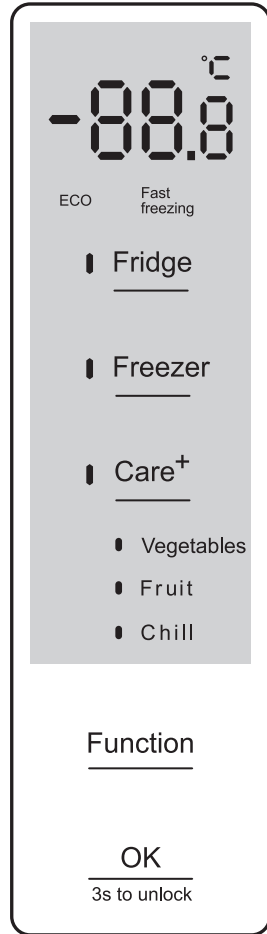 °C
-88.8
ECO
Fast
freezing
Fridge
Freezer
Care⁺
Vegetables
Fruit
Chill
Function
OK
3s to unlock